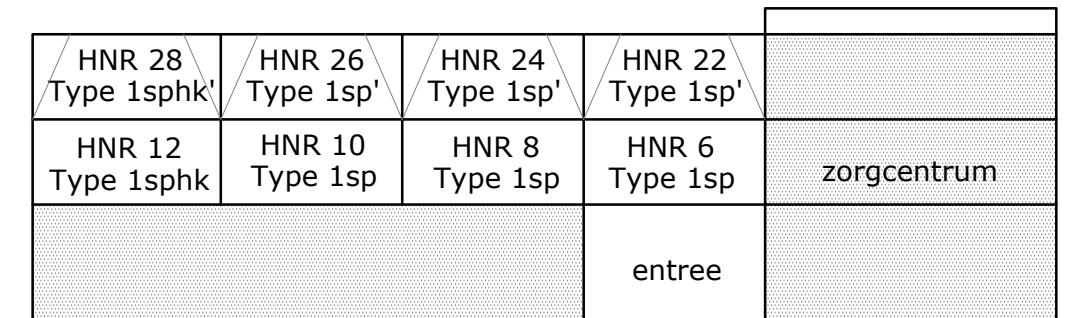 HNR 28
Type 1sphk'
HNR 26
Type 1sp'
HNR 24
Type 1sp'
HNR 22
Type 1sp'
HNR 12
Type 1sphk
HNR 10
Type 1sp
HNR 8
Type 1sp
HNR 6
Type 1sp
zorgcentrum
entree